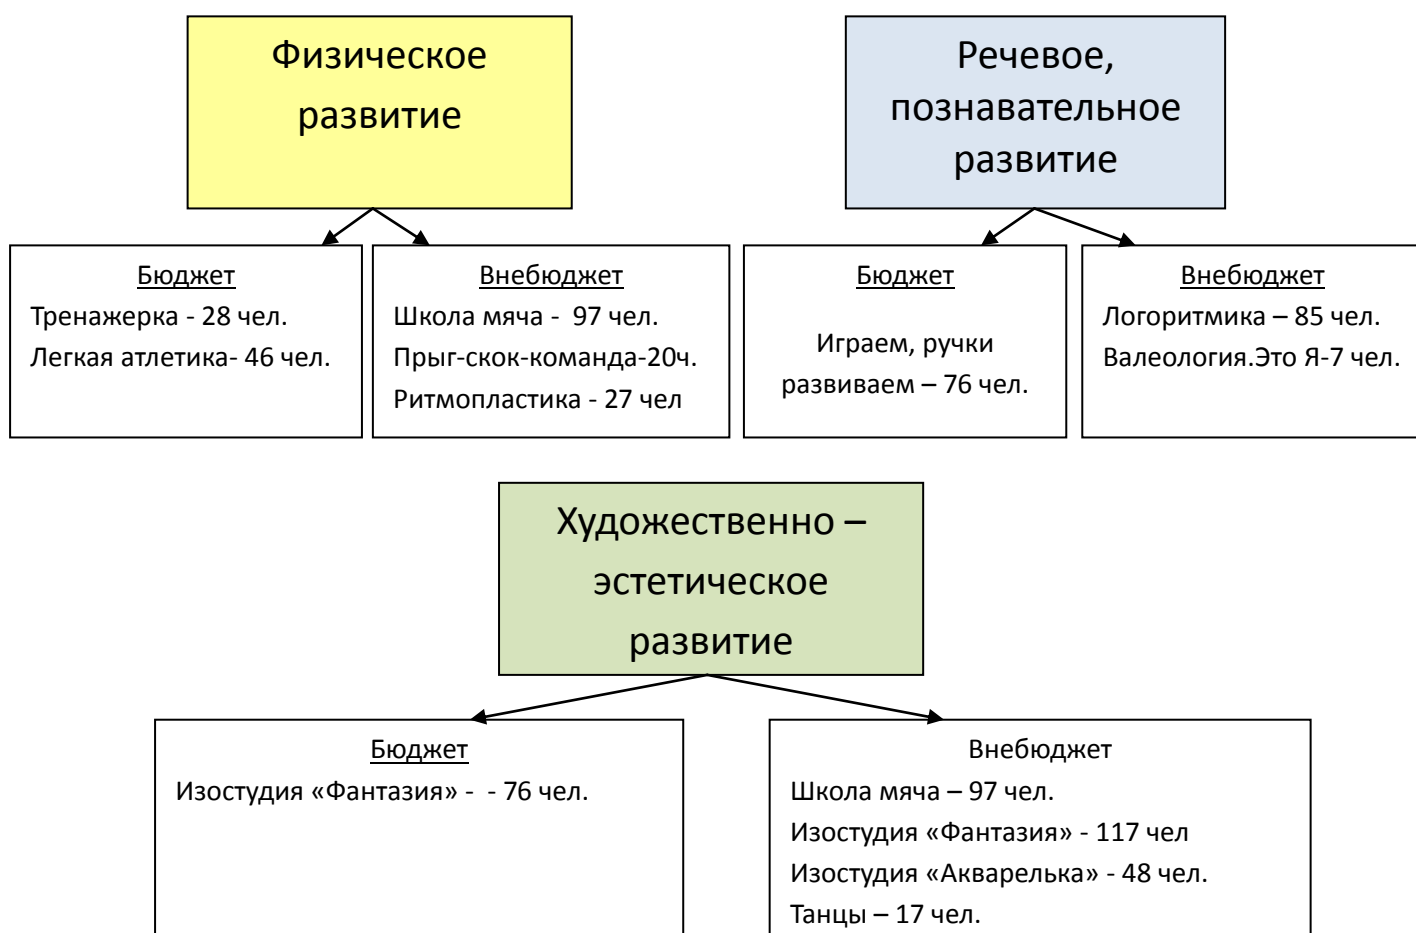 Физическое
развитие
Речевое,
познавательное
развитие
Бюджет
Тренажерка - 28 чел.
Легкая атлетика- 46 чел.
Внебюджет
Школа мяча -  97 чел.
Прыг-скок-команда-20ч.
Ритмопластика - 27 чел
Бюджет
Играем, ручки
развиваем – 76 чел.
Внебюджет
Логоритмика – 85 чел.
Валеология.Это Я-7 чел.
Художественно –
эстетическое
развитие
Бюджет
Изостудия «Фантазия» -  - 76 чел.
Внебюджет
Школа мяча – 97 чел.
Изостудия «Фантазия» - 117 чел
Изостудия «Акварелька» - 48 чел.
Танцы – 17 чел.